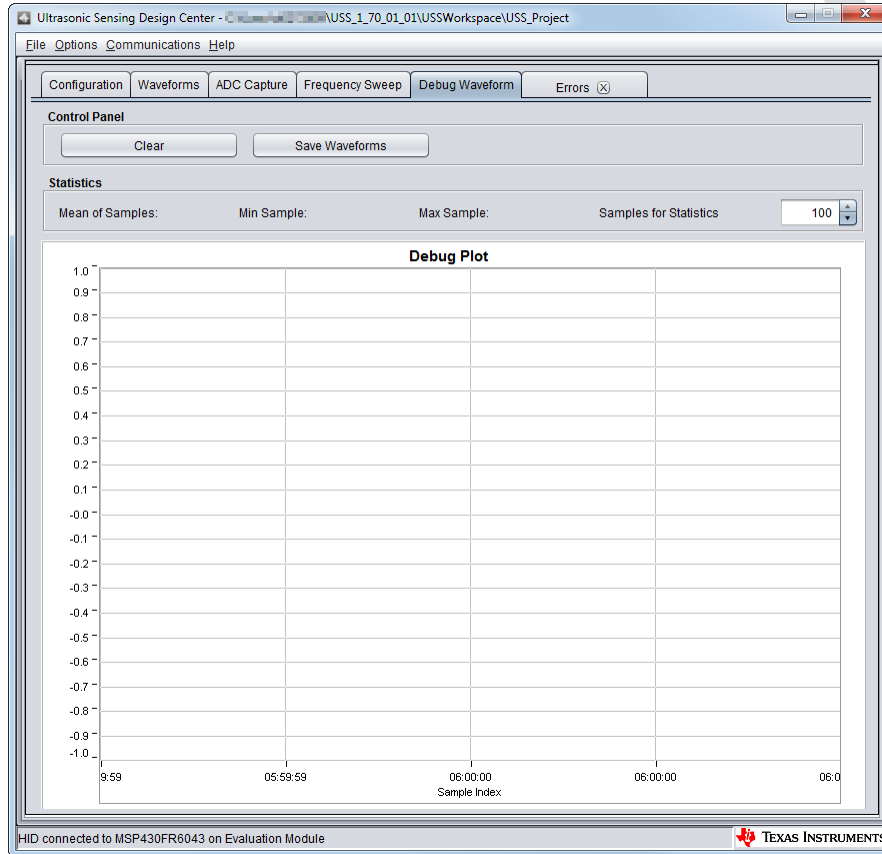 Ultrasonic Sensing Design Center - \USS_1_70_01_01\USSWorkspace\USS_Project
File Options Communications Help
Configuration Waveforms ADC Capture Frequency Sweep Debug Waveform Errors
Control Panel
Clear Save Waveforms
Statistics
Mean of Samples: Min Sample: Max Sample: Samples for Statistics 100
Debug Plot
1.0
0.9
0.8
0.7
0.6
0.5
0.4
0.3
0.2
0.1
-0.0
-0.1
-0.2
-0.3
-0.4
-0.5
-0.6
-0.7
-0.8
-0.9
-1.0
9:59 05:59:59 06:00:00 06:00:00 06:0
Sample Index
HID connected to MSP430FR6043 on Evaluation Module TEXAS INSTRUMENTS